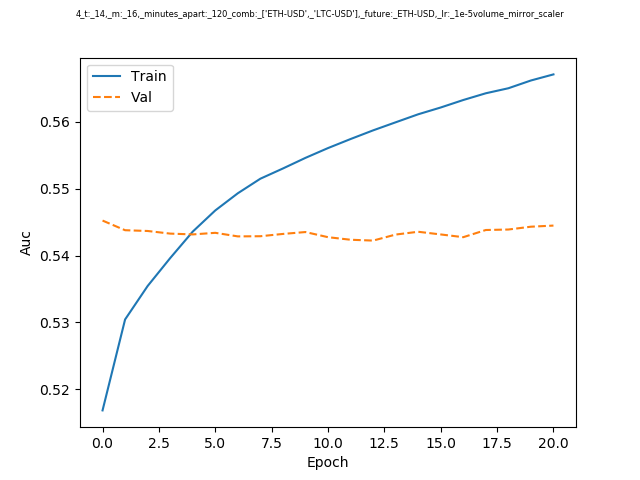 4_t:_14,_m:_16,_minutes_apart:_120_comb:_['ETH-USD',_'LTC-USD'],_future:_ETH-USD,_lr:_1e-5volume_mirror_scaler
Train
Val
0.56
0.55
0.54
0.53
0.52
Auc
0.0 2.5 5.0 7.5 10.0 12.5 15.0 17.5 20.0
Epoch